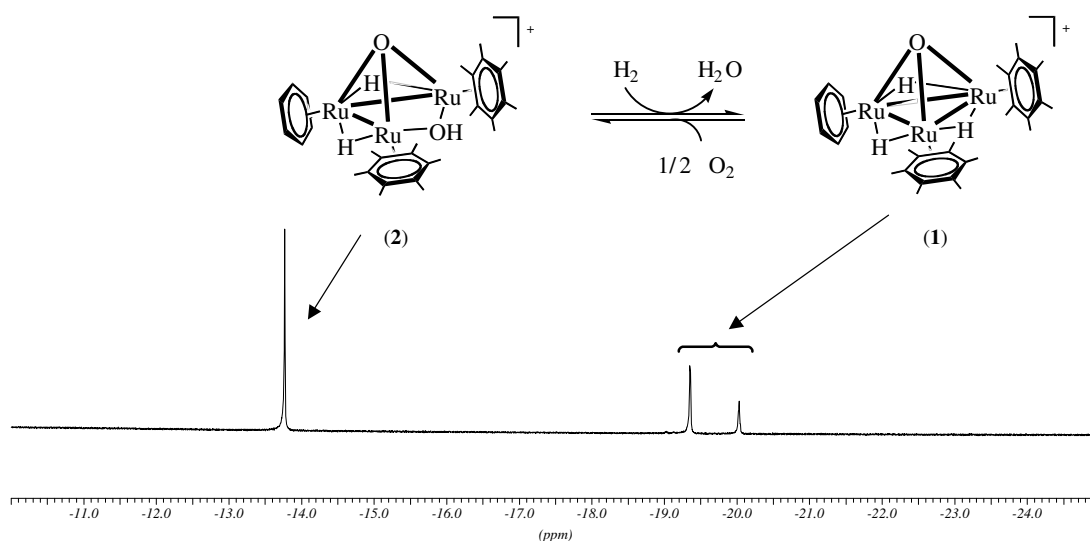 O ] + H₂ H₂O O ] +
H H
Ru Ru Ru Ru
OH
H Ru H Ru H
1/2 O₂
(2) (1)
-11.0 -12.0 -13.0 -14.0 -15.0 -16.0 -17.0 -18.0 -19.0 -20.0 -21.0 -22.0 -23.0 -24.0
(ppm)